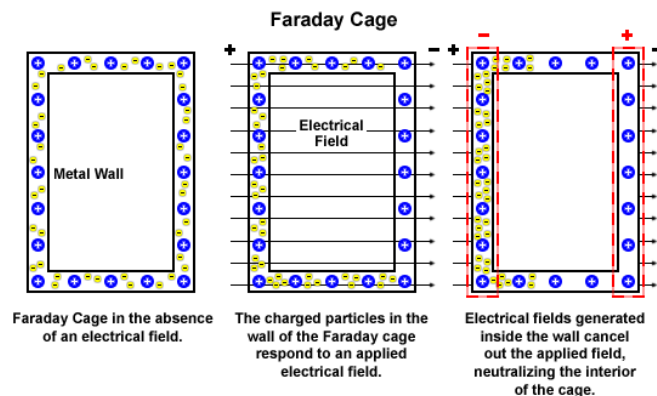 Faraday Cage
Metal Wall
Electrical
Field
Faraday Cage in the absence
of an electrical field.
The charged particles in the
wall of the Faraday cage
respond to an applied
electrical field.
Electrical fields generated
inside the wall cancel
out the applied field,
neutralizing the interior
of the cage.